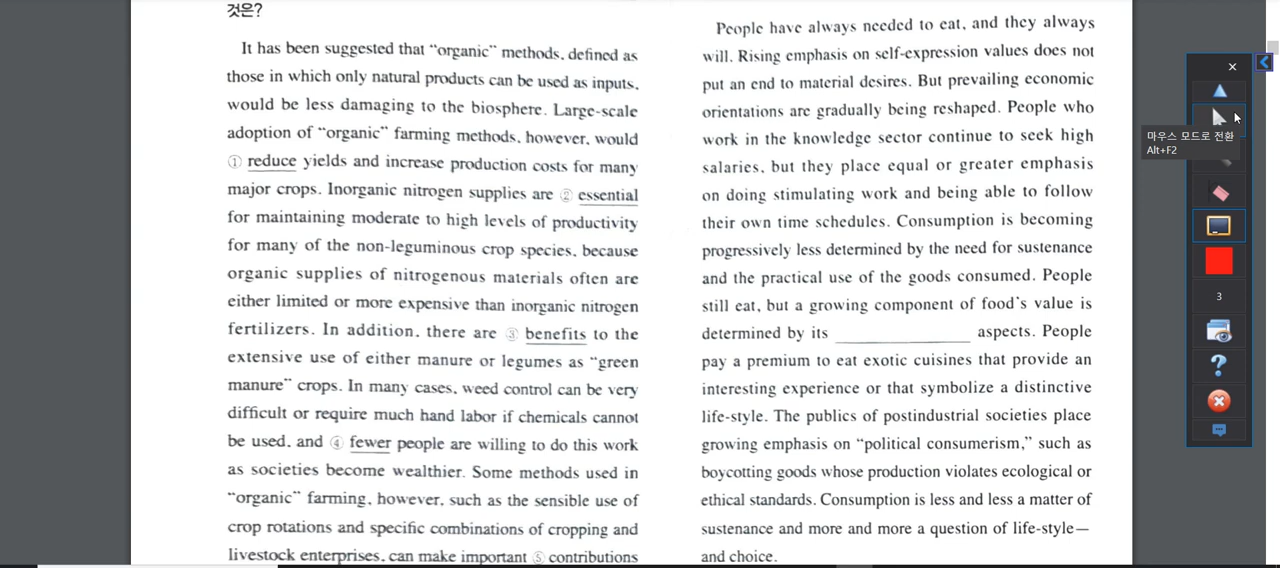 것은?
It has been suggested that “organic” methods, defined as
those in which only natural products can be used as inputs,
would be less damaging to the biosphere. Large-scale
adoption of “organic” farming methods, however, would
① reduce yields and increase production costs for many
major crops. Inorganic nitrogen supplies are ② essential
for maintaining moderate to high levels of productivity
for many of the non-leguminous crop species, because
organic supplies of nitrogenous materials often are
either limited or more expensive than inorganic nitrogen
fertilizers. In addition, there are ③ benefits to the
extensive use of either manure or legumes as “green
manure” crops. In many cases, weed control can be very
difficult or require much hand labor if chemicals cannot
be used, and ④ fewer people are willing to do this work
as societies become wealthier. Some methods used in
“organic” farming, however, such as the sensible use of
crop rotations and specific combinations of cropping and
livestock enterprises, can make important ⑤ contributions
People have always needed to eat, and they always
will. Rising emphasis on self-expression values does not
put an end to material desires. But prevailing economic
orientations are gradually being reshaped. People who
work in the knowledge sector continue to seek high
salaries, but they place equal or greater emphasis
on doing stimulating work and being able to follow
their own time schedules. Consumption is becoming
progressively less determined by the need for sustenance
and the practical use of the goods consumed. People
still eat, but a growing component of food’s value is
determined by its ______________ aspects. People
pay a premium to eat exotic cuisines that provide an
interesting experience or that symbolize a distinctive
life-style. The publics of postindustrial societies place
growing emphasis on “political consumerism,” such as
boycotting goods whose production violates ecological or
ethical standards. Consumption is less and less a matter of
sustenance and more and more a question of life-style—
and choice.
마우스 모드로 전환
Alt+F2
3